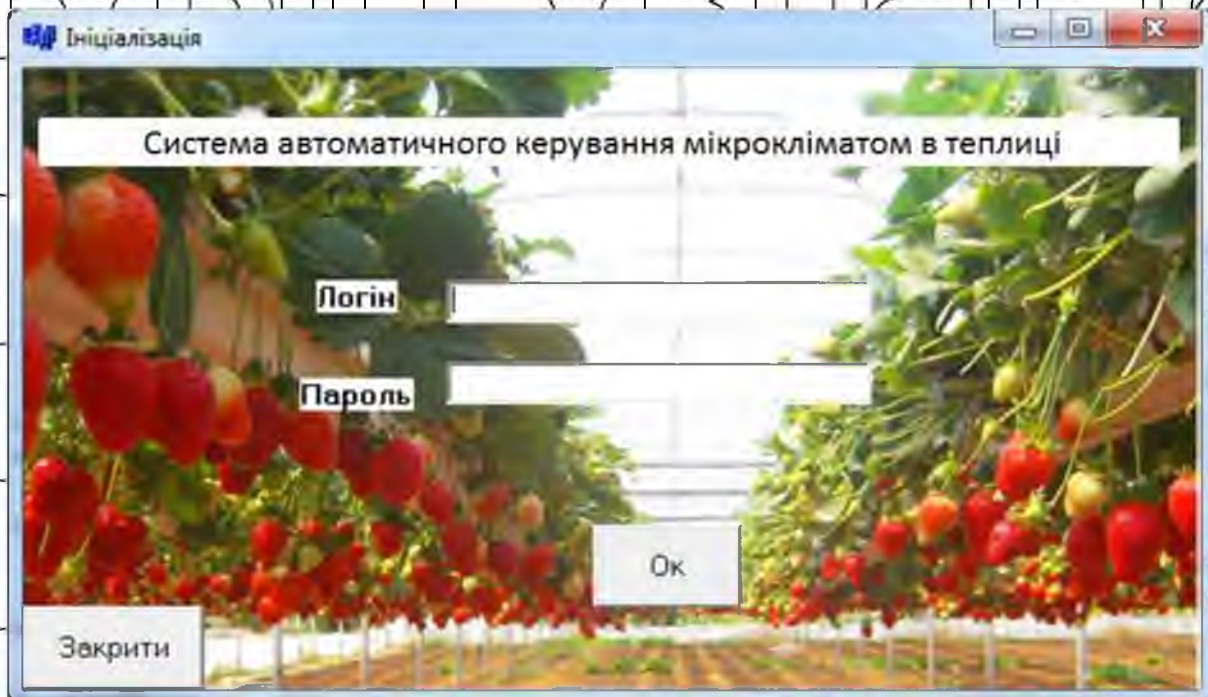 Ініціалізація
Система автоматичного керування мікрокліматом в теплиці
Логін
Пароль
Ок
Закрити